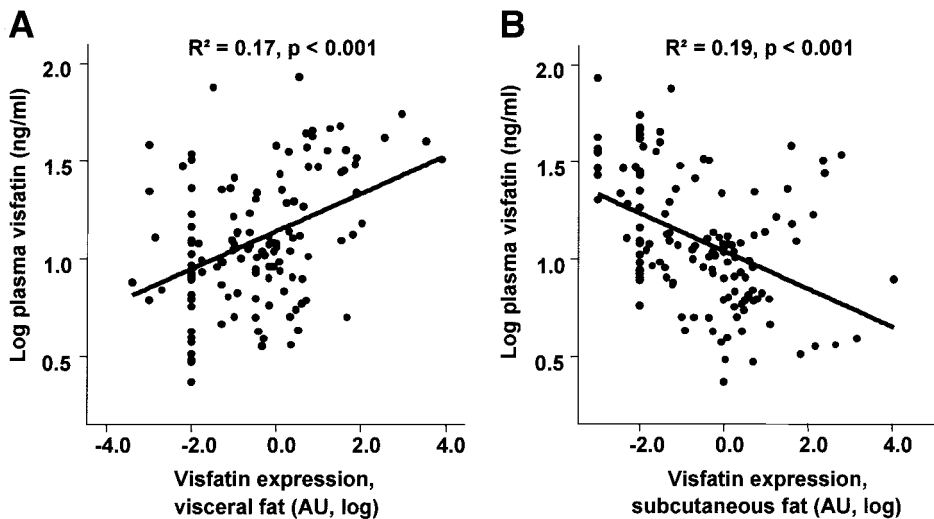 A
R² = 0.17, p < 0.001
Log plasma visfatin (ng/ml)
2.0
1.5
1.0
0.5
-4.0 -2.0 0.0 2.0 4.0
Visfatin expression,
visceral fat (AU, log)
B
R² = 0.19, p < 0.001
Log plasma visfatin (ng/ml)
2.0
1.5
1.0
0.5
-2.0 0.0 2.0 4.0
Visfatin expression,
subcutaneous fat (AU, log)